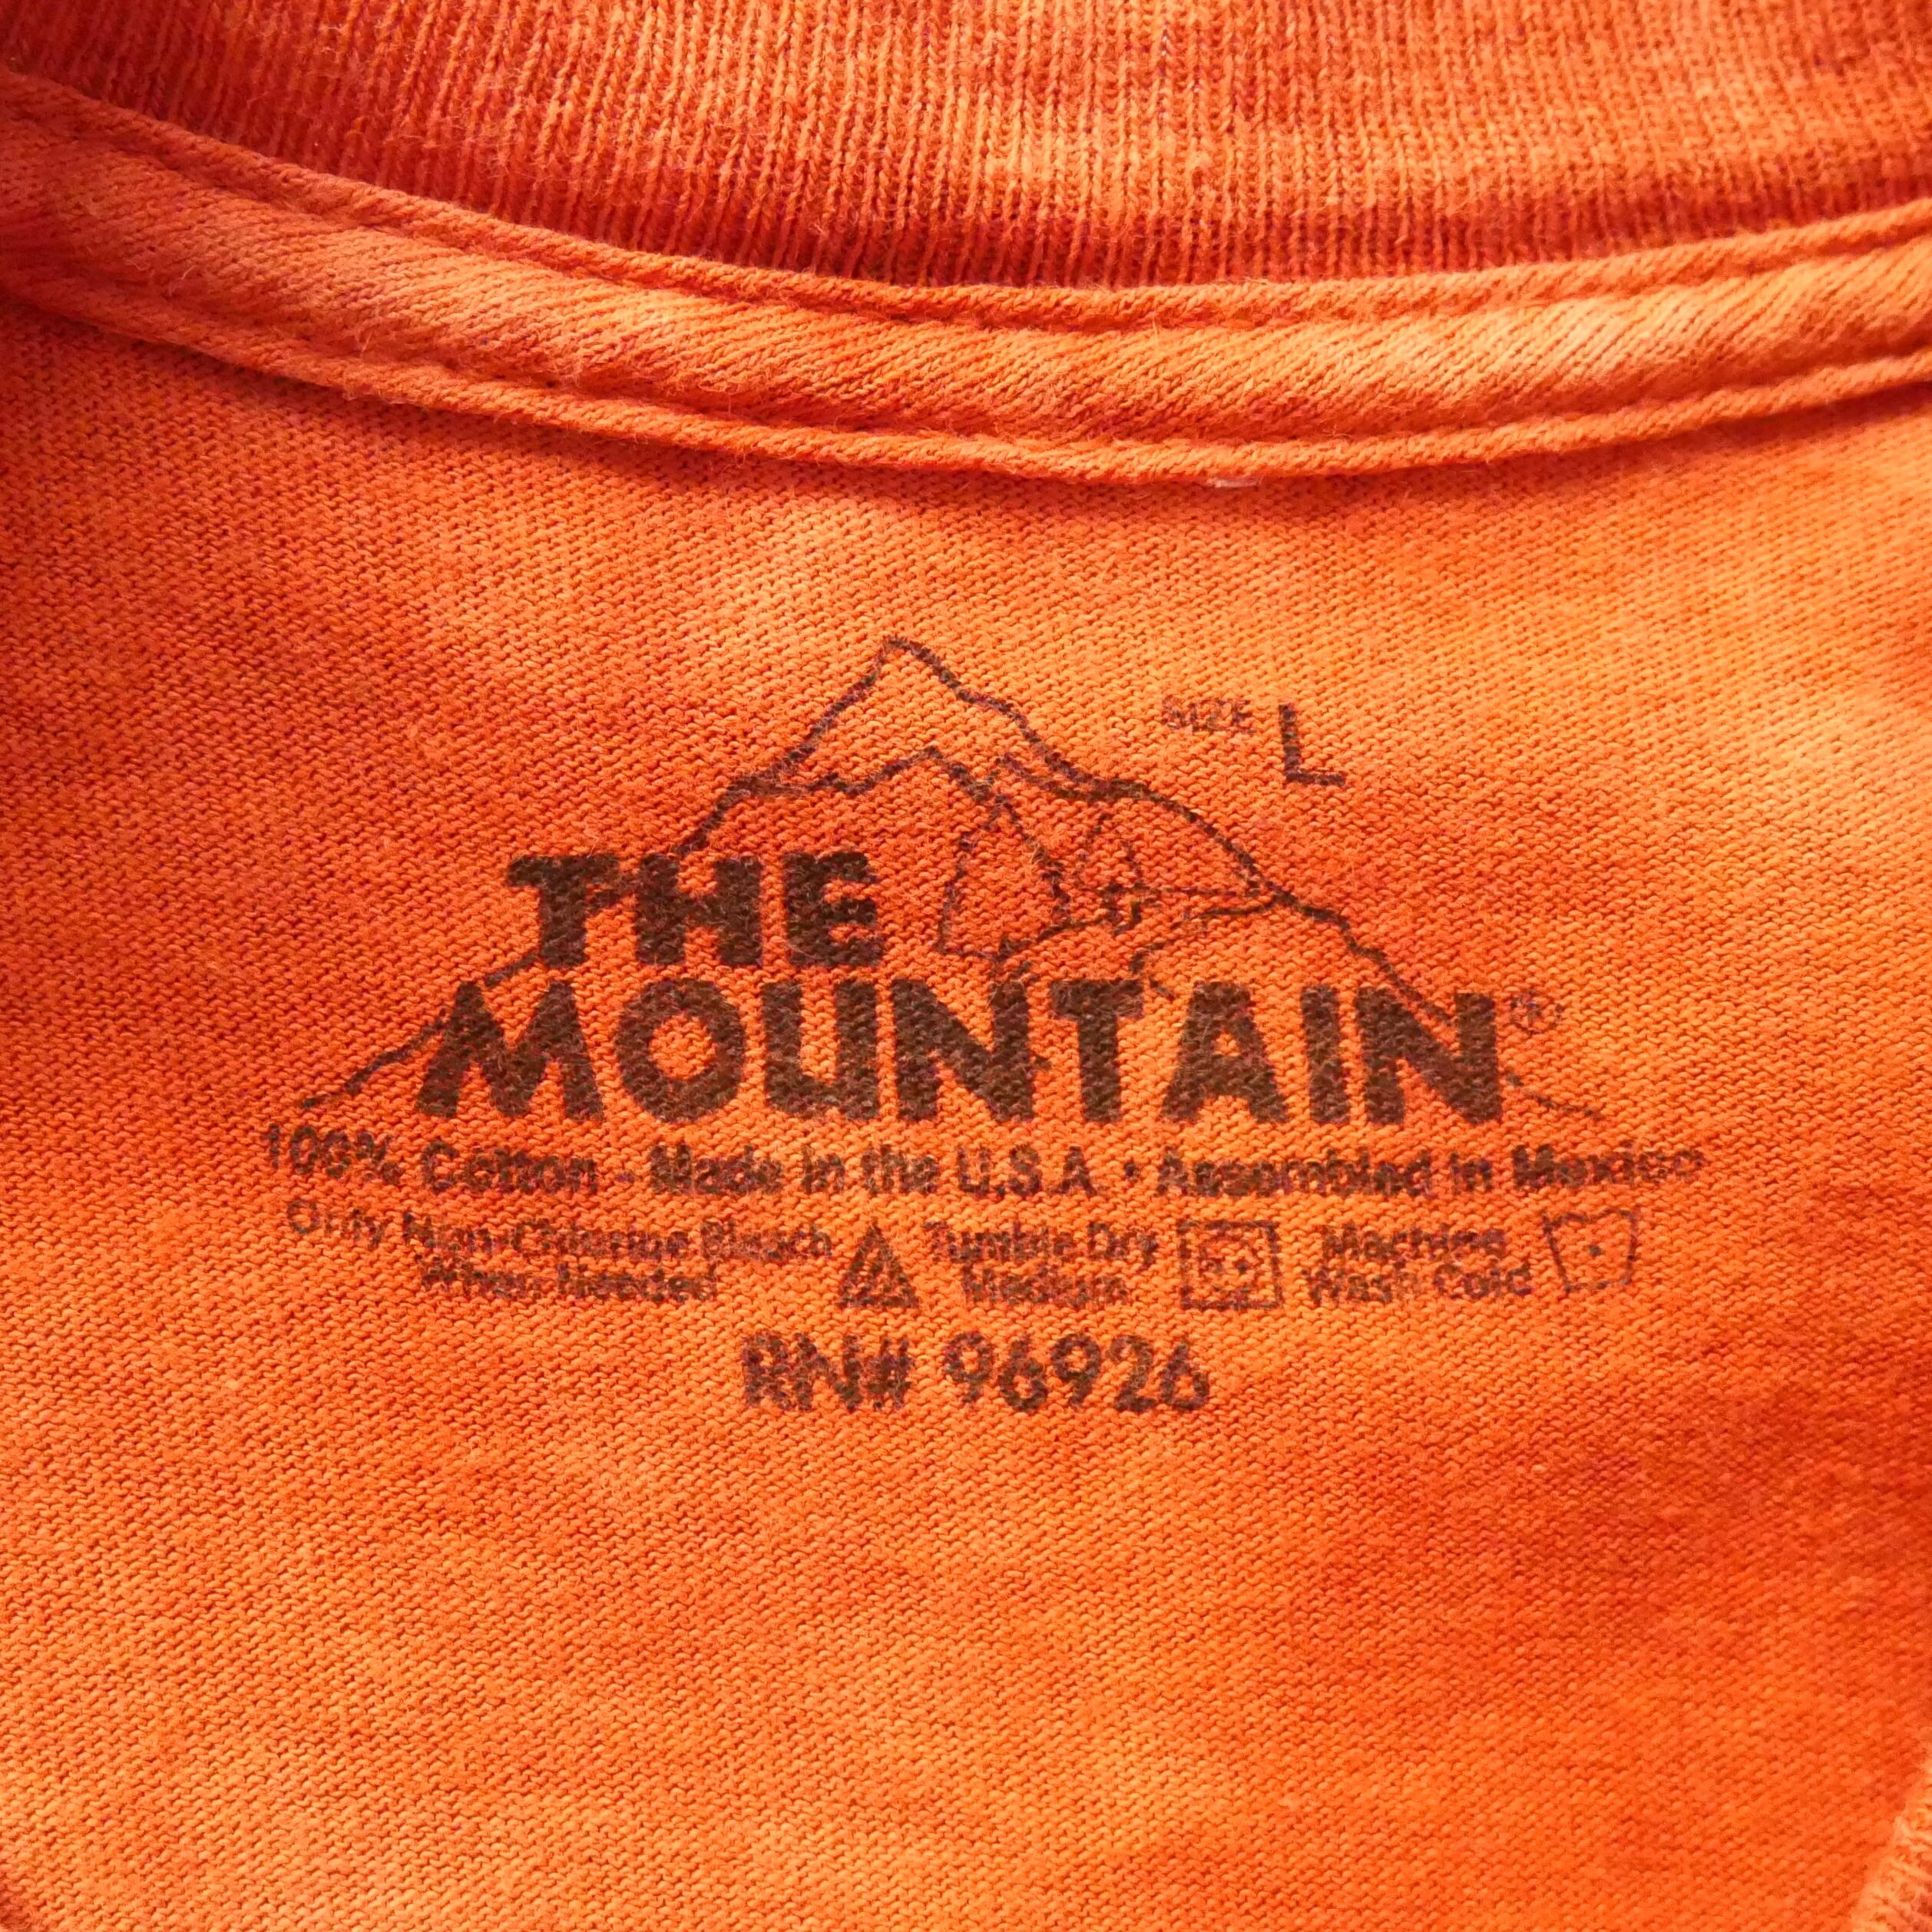 SIZE L
THE
MOUNTAIN®
100% Cotton - Made in the U.S.A. • Assembled in Mexico
Only Non-Chlorine Bleach When Needed
Tumble Dry Medium
Machine Wash Cold
RN# 96926